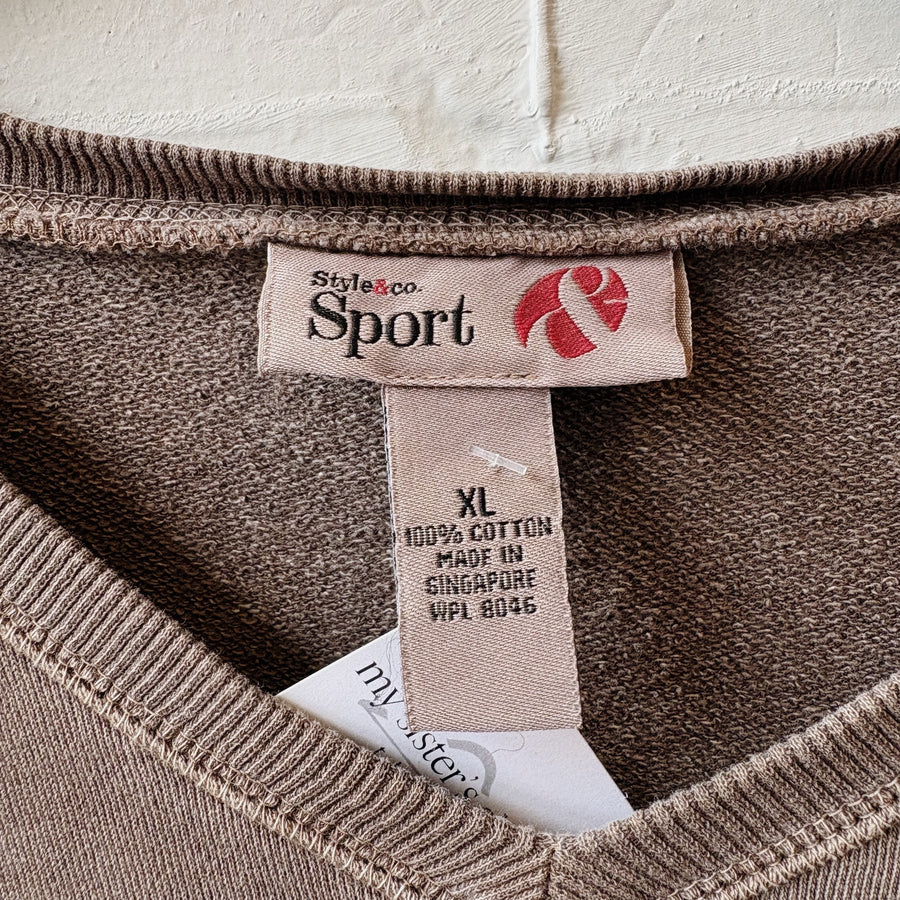 Style&co.
Sport
&
XL
100% COTTON
MADE IN
SINGAPORE
WPL 8046
my sister's